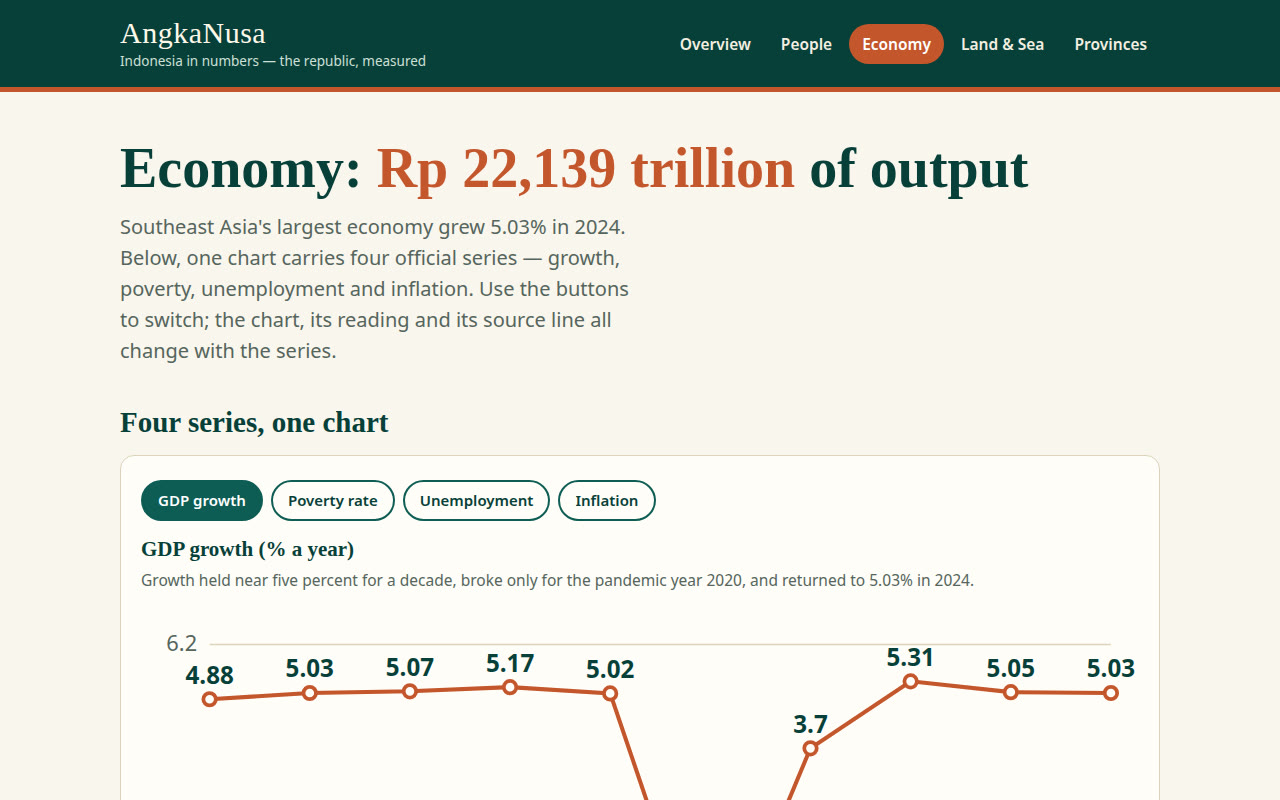 AngkaNusa
Indonesia in numbers — the republic, measured
Overview People Economy Land & Sea Provinces
Economy: Rp 22,139 trillion of output
Southeast Asia's largest economy grew 5.03% in 2024.
Below, one chart carries four official series — growth,
poverty, unemployment and inflation. Use the buttons
to switch; the chart, its reading and its source line all
change with the series.
Four series, one chart
GDP growth Poverty rate Unemployment Inflation
GDP growth (% a year)
Growth held near five percent for a decade, broke only for the pandemic year 2020, and returned to 5.03% in 2024.
6.2
4.88 5.03 5.07 5.17 5.02 3.7 5.31 5.05 5.03